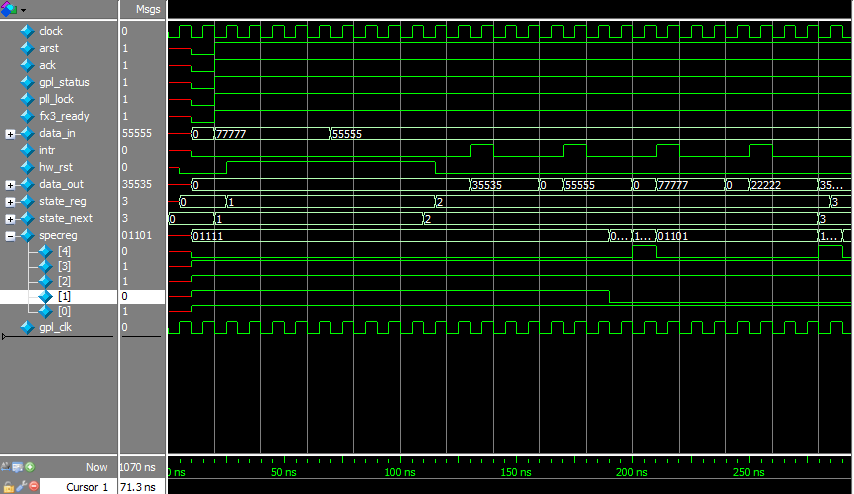 Msgs
clock 0
arst 1
ack 1
gpl_status 1
pll_lock 1
fx3_ready 1
data_in 55555 0 77777 55555
intr 0
hw_rst 0
data_out 35535 0 35535 0 55555 0 77777 0 22222 35...
state_reg 3 0 1 2 3
state_next 3 0 1 2 3
specreg 01101 01111 0... 1... 01101 1...
[4] 0
[3] 1
[2] 1
[1] 0
[0] 1
gpl_clk 0
Now 1070 ns ns 50 ns 100 ns 150 ns 200 ns 250 ns
Cursor 1 71.3 ns